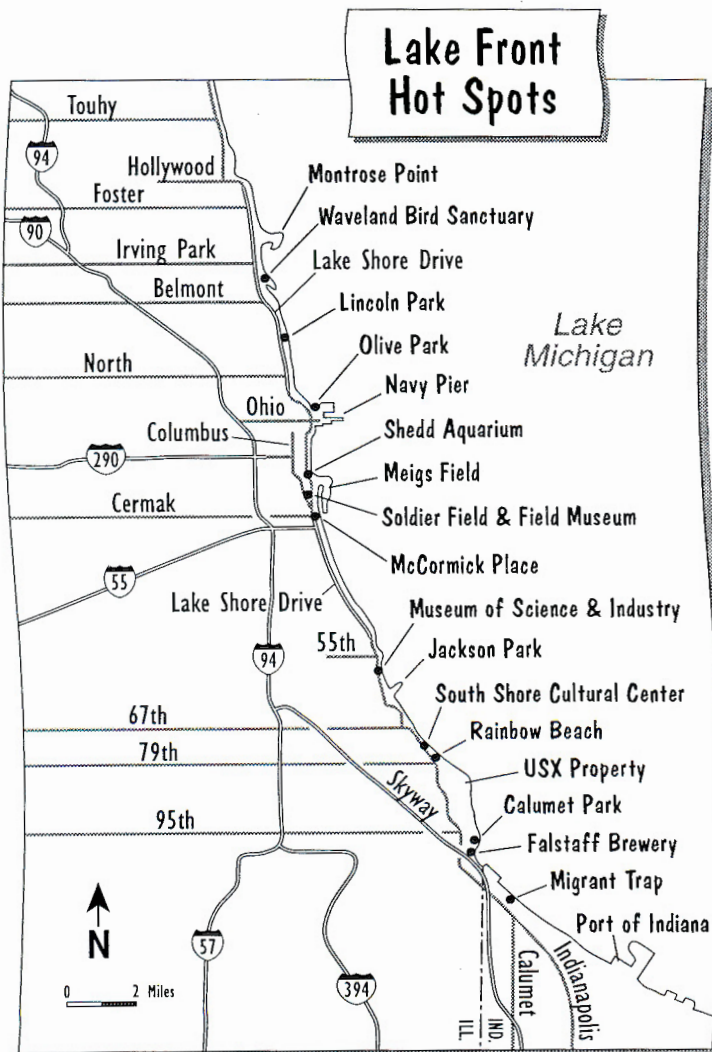 Lake Front
Hot Spots
Touhy
94
Hollywood
Montrose Point
Foster
Waveland Bird Sanctuary
90
Irving Park
Lake Shore Drive
Belmont
Lincoln Park
Lake
Michigan
Olive Park
North
Navy Pier
Ohio
Columbus
Shedd Aquarium
290
Meigs Field
Cermak
Soldier Field & Field Museum
McCormick Place
55
Lake Shore Drive
Museum of Science & Industry
55th
Jackson Park
94
South Shore Cultural Center
67th
Rainbow Beach
79th
USX Property
Skyway
Calumet Park
95th
Falstaff Brewery
Migrant Trap
Port of Indiana
N
57
394
0 2 Miles
ILL.
IND.
Calumet
Indianapolis